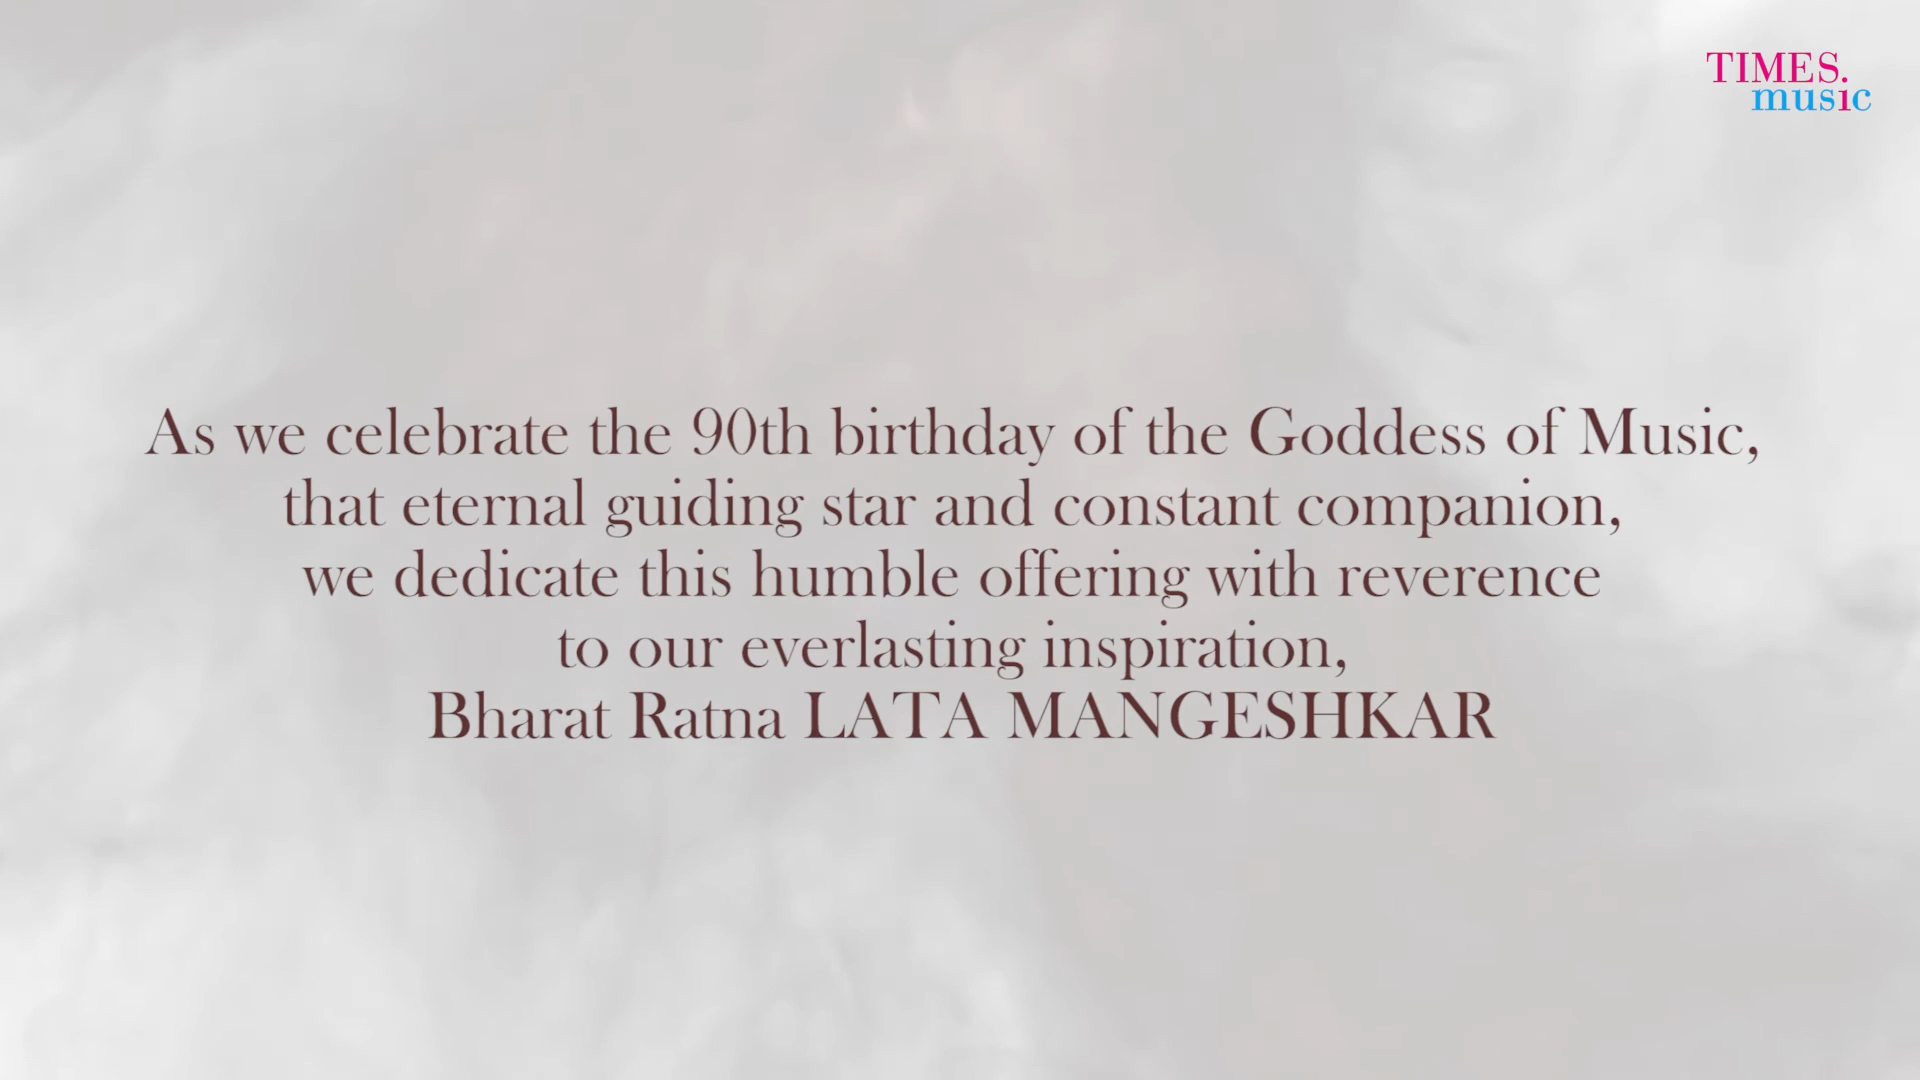 TIMES.
music
As we celebrate the 90th birthday of the Goddess of Music,
that eternal guiding star and constant companion,
we dedicate this humble offering with reverence
to our everlasting inspiration,
Bharat Ratna LATA MANGESHKAR